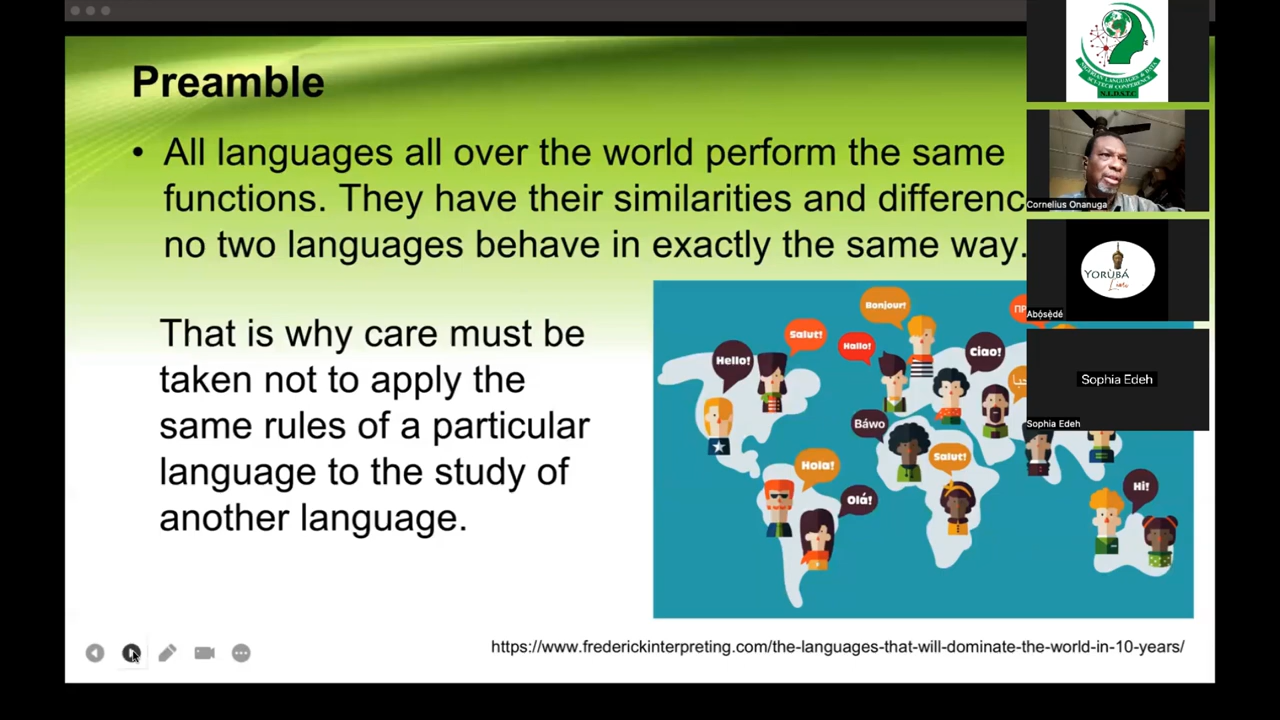 Preamble
• All languages all over the world perform the same
functions. They have their similarities and differenc
no two languages behave in exactly the same way.
That is why care must be
taken not to apply the
same rules of a particular
language to the study of
another language.
Bonjour!
Salut!
Hallo!
Ciao!
Hello!
Báwo
Salut!
Hola!
Olá!
Hi!
https://www.frederickinterpreting.com/the-languages-that-will-dominate-the-world-in-10-years/
N.L.D.S.T.C
Cornelius Onanuga
YORÙBÁ
Abọ́sẹ̀dé
Sophia Edeh
Sophia Edeh